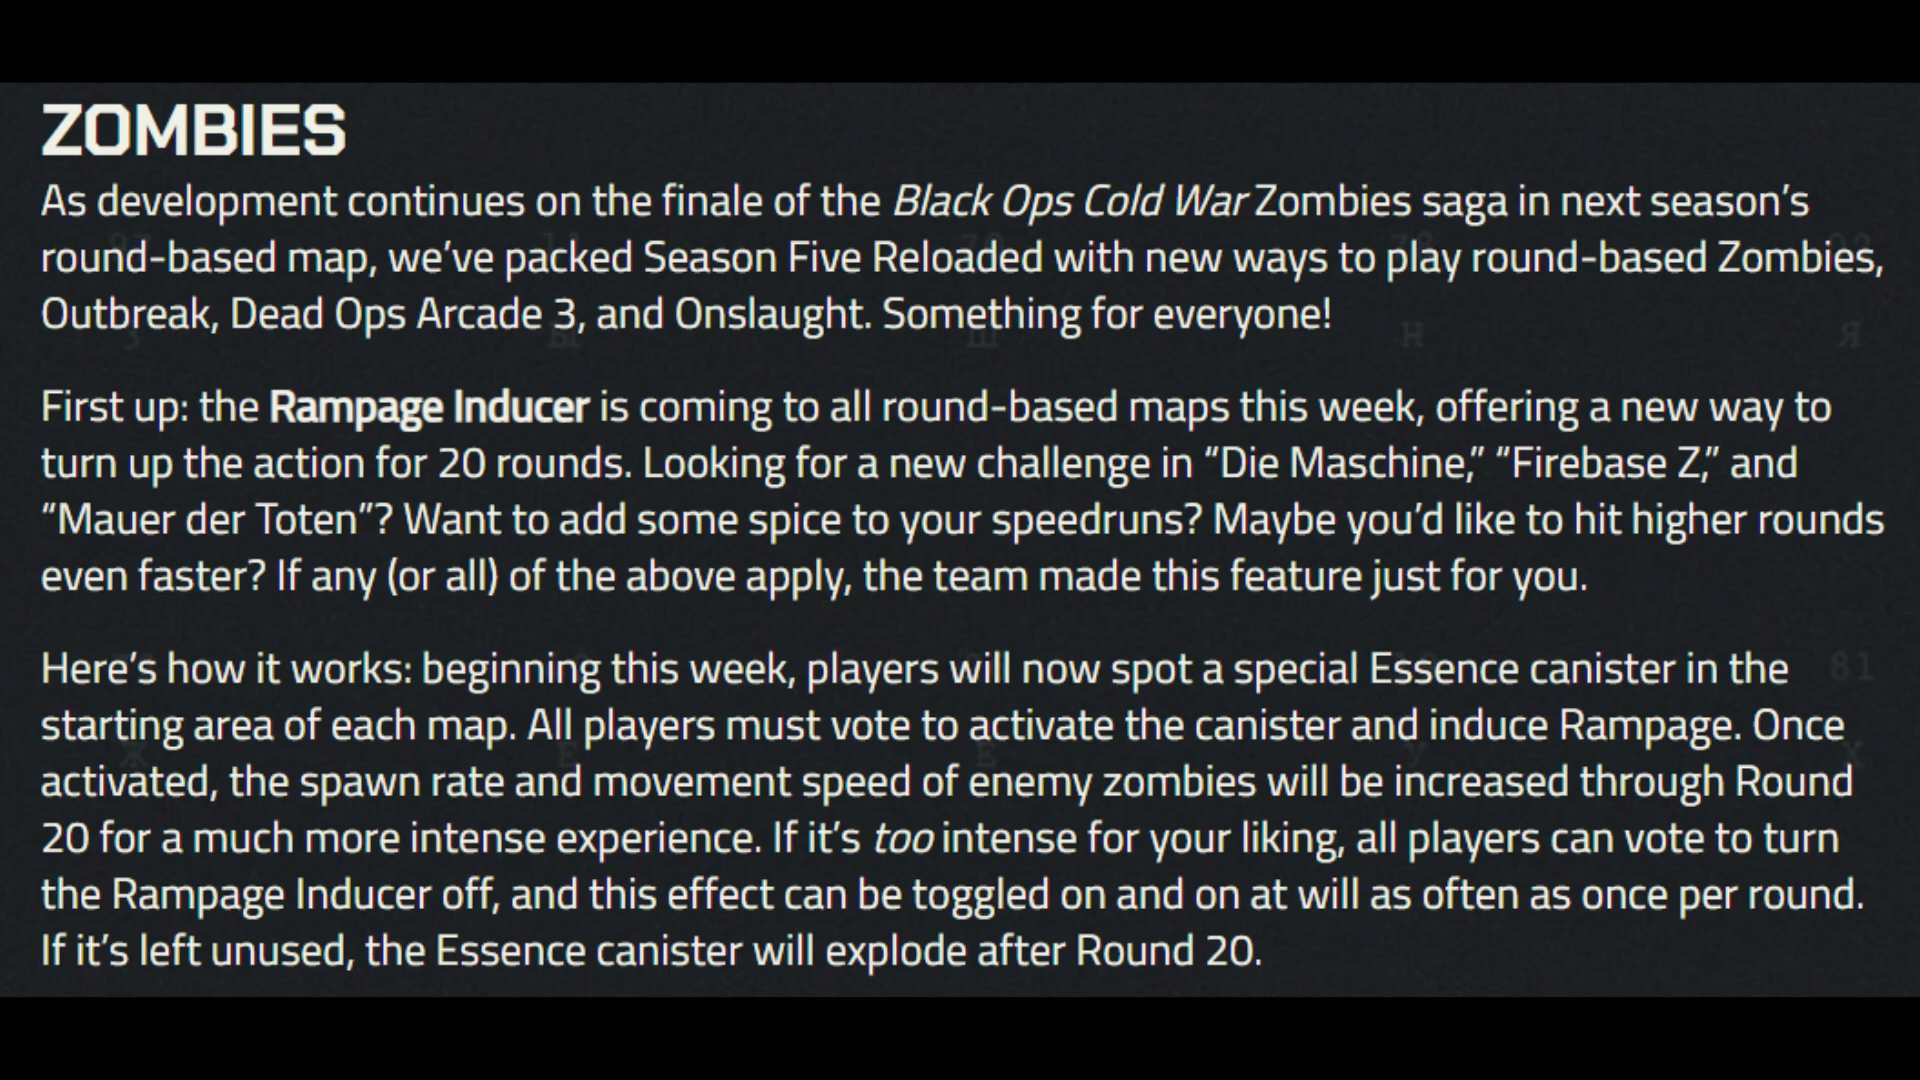 ZOMBIES
As development continues on the finale of the Black Ops Cold War Zombies saga in next season’s
round-based map, we’ve packed Season Five Reloaded with new ways to play round-based Zombies,
Outbreak, Dead Ops Arcade 3, and Onslaught. Something for everyone!
First up: the Rampage Inducer is coming to all round-based maps this week, offering a new way to
turn up the action for 20 rounds. Looking for a new challenge in “Die Maschine,” “Firebase Z,” and
“Mauer der Toten”? Want to add some spice to your speedruns? Maybe you’d like to hit higher rounds
even faster? If any (or all) of the above apply, the team made this feature just for you.
Here’s how it works: beginning this week, players will now spot a special Essence canister in the
starting area of each map. All players must vote to activate the canister and induce Rampage. Once
activated, the spawn rate and movement speed of enemy zombies will be increased through Round
20 for a much more intense experience. If it’s too intense for your liking, all players can vote to turn
the Rampage Inducer off, and this effect can be toggled on and on at will as often as once per round.
If it’s left unused, the Essence canister will explode after Round 20.